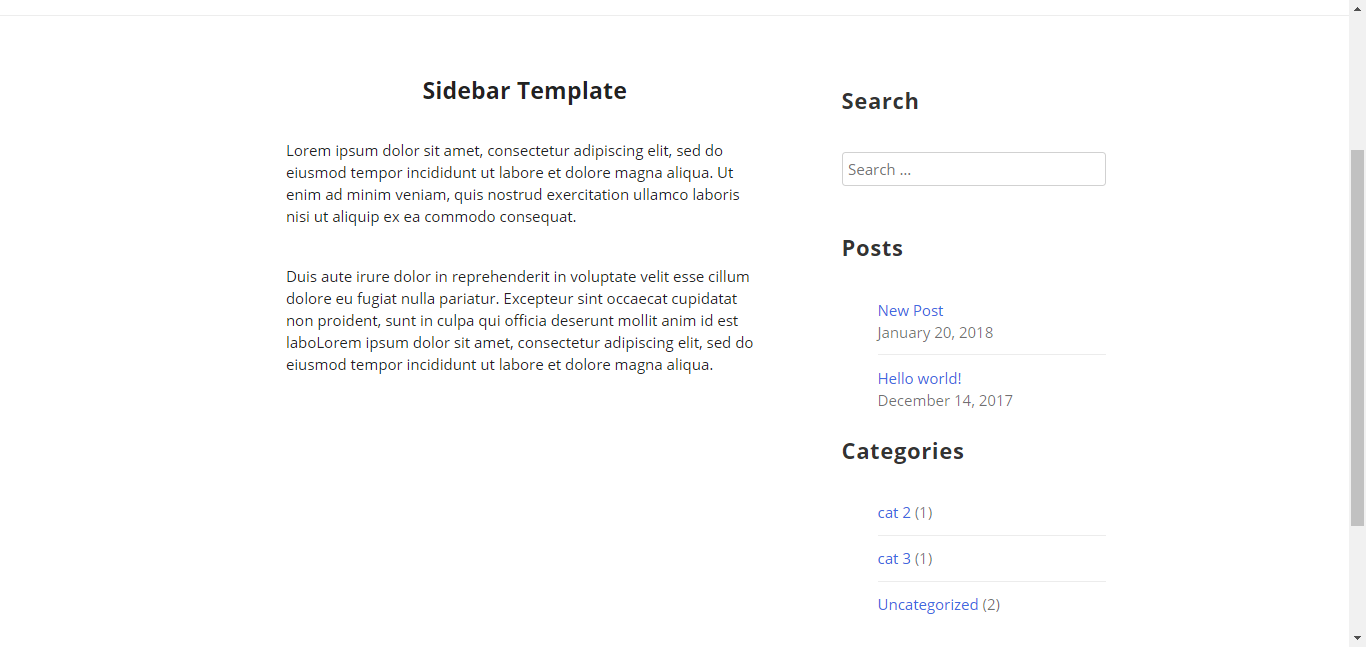 Sidebar Template
Lorem ipsum dolor sit amet, consectetur adipiscing elit, sed do
eiusmod tempor incididunt ut labore et dolore magna aliqua. Ut
enim ad minim veniam, quis nostrud exercitation ullamco laboris
nisi ut aliquip ex ea commodo consequat.
Duis aute irure dolor in reprehenderit in voluptate velit esse cillum
dolore eu fugiat nulla pariatur. Excepteur sint occaecat cupidatat
non proident, sunt in culpa qui officia deserunt mollit anim id est
laboLorem ipsum dolor sit amet, consectetur adipiscing elit, sed do
eiusmod tempor incididunt ut labore et dolore magna aliqua.
Search
Search ...
Posts
New Post
January 20, 2018
Hello world!
December 14, 2017
Categories
cat 2 (1)
cat 3 (1)
Uncategorized (2)